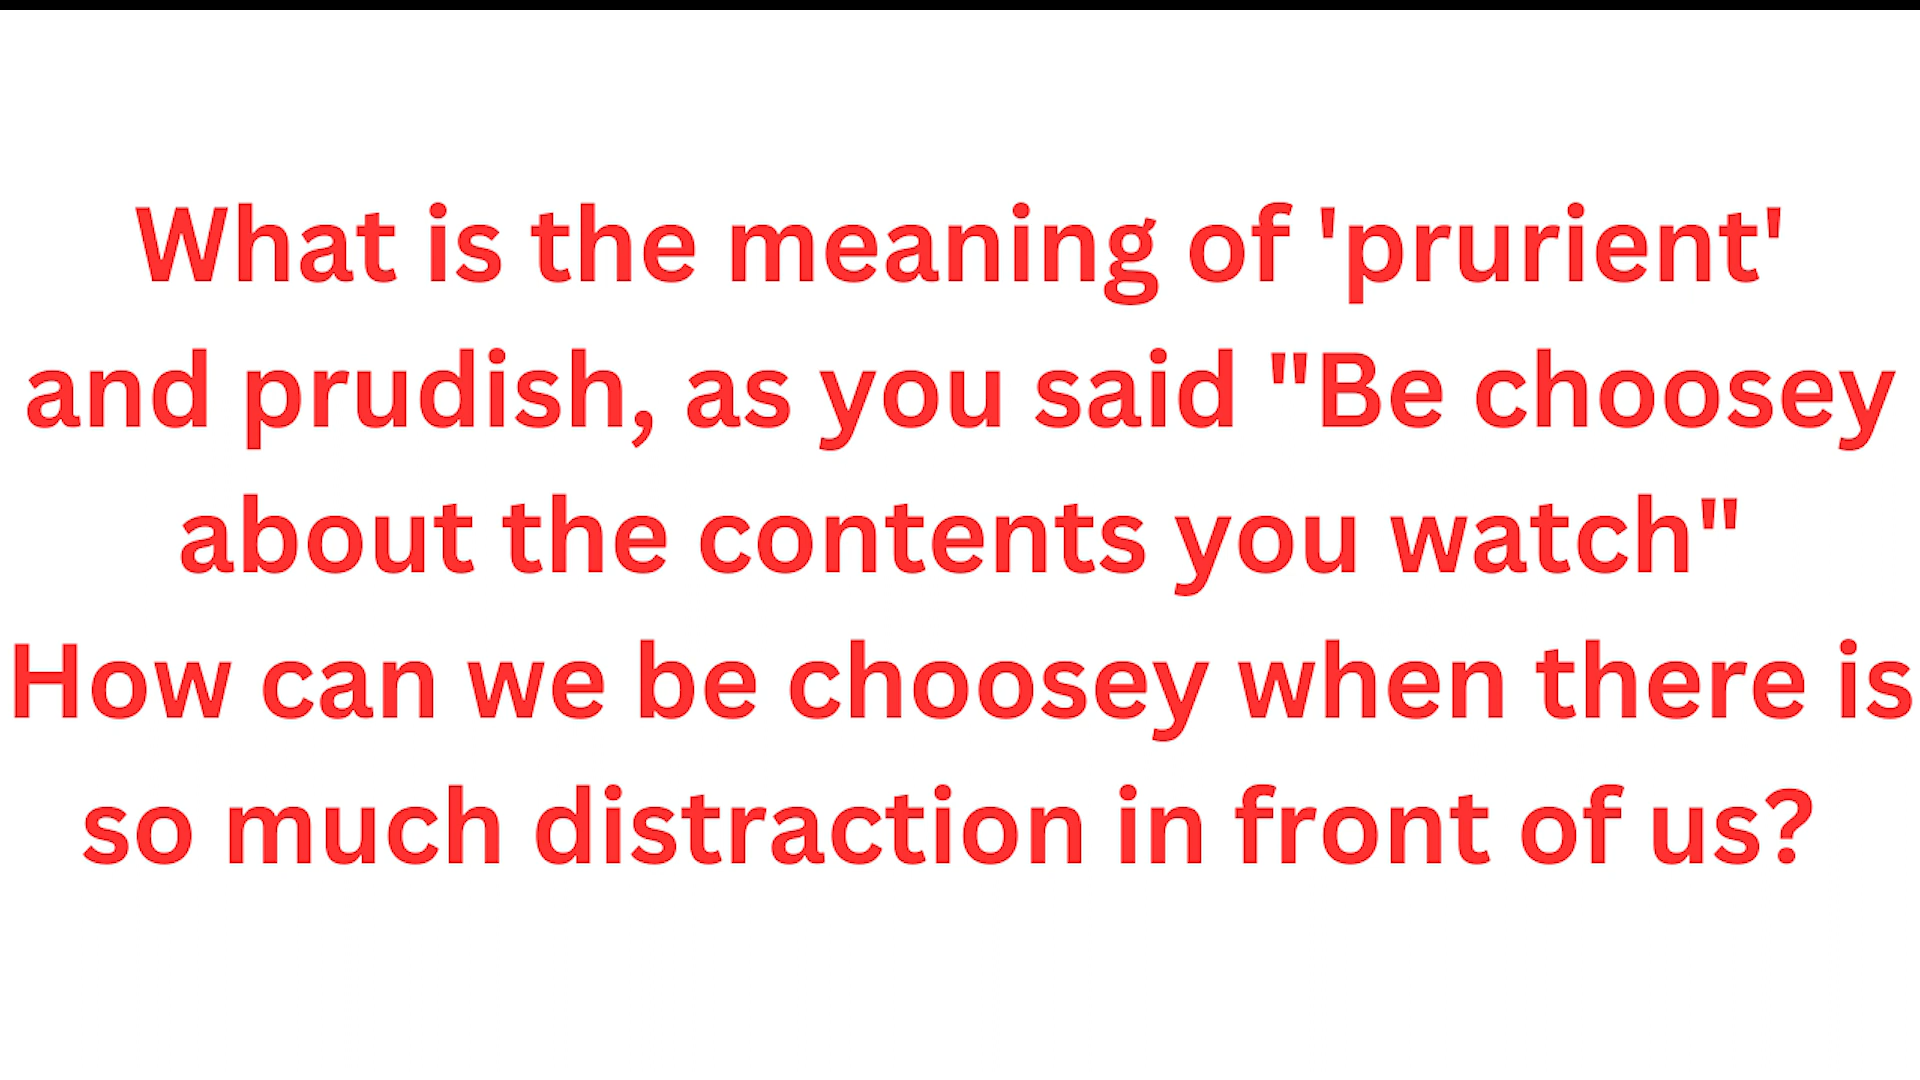 What is the meaning of 'prurient'
and prudish, as you said "Be choosey
about the contents you watch"
How can we be choosey when there is
so much distraction in front of us?